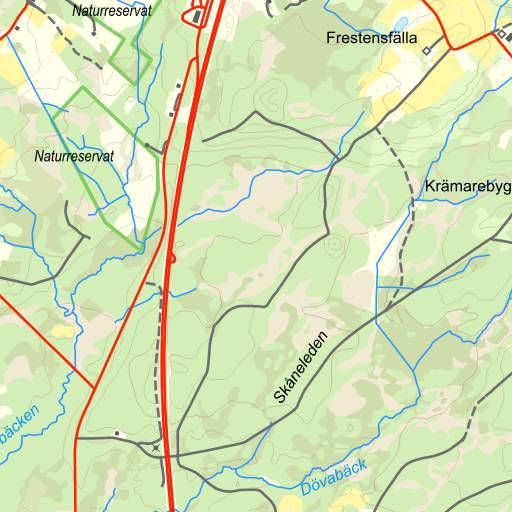 Naturreservat
Frestensfälla
Naturreservat
Krämarebyg
Skåneleden
bäcken
Dövabäck